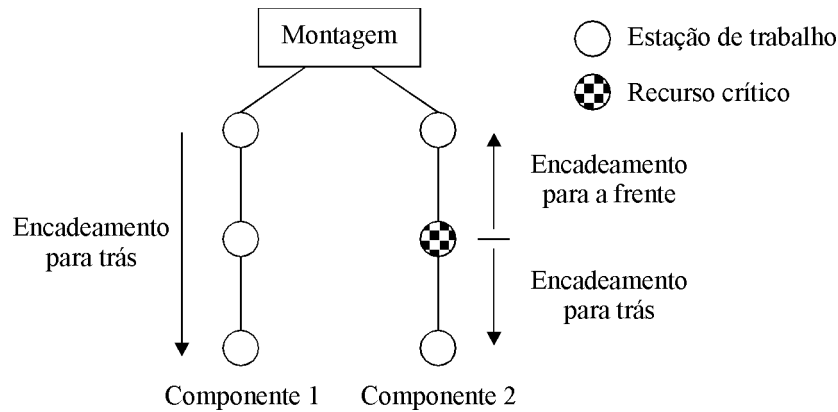 Montagem
Estação de trabalho
Recurso crítico
Encadeamento
para trás
Encadeamento
para a frente
Encadeamento
para trás
Componente 1
Componente 2